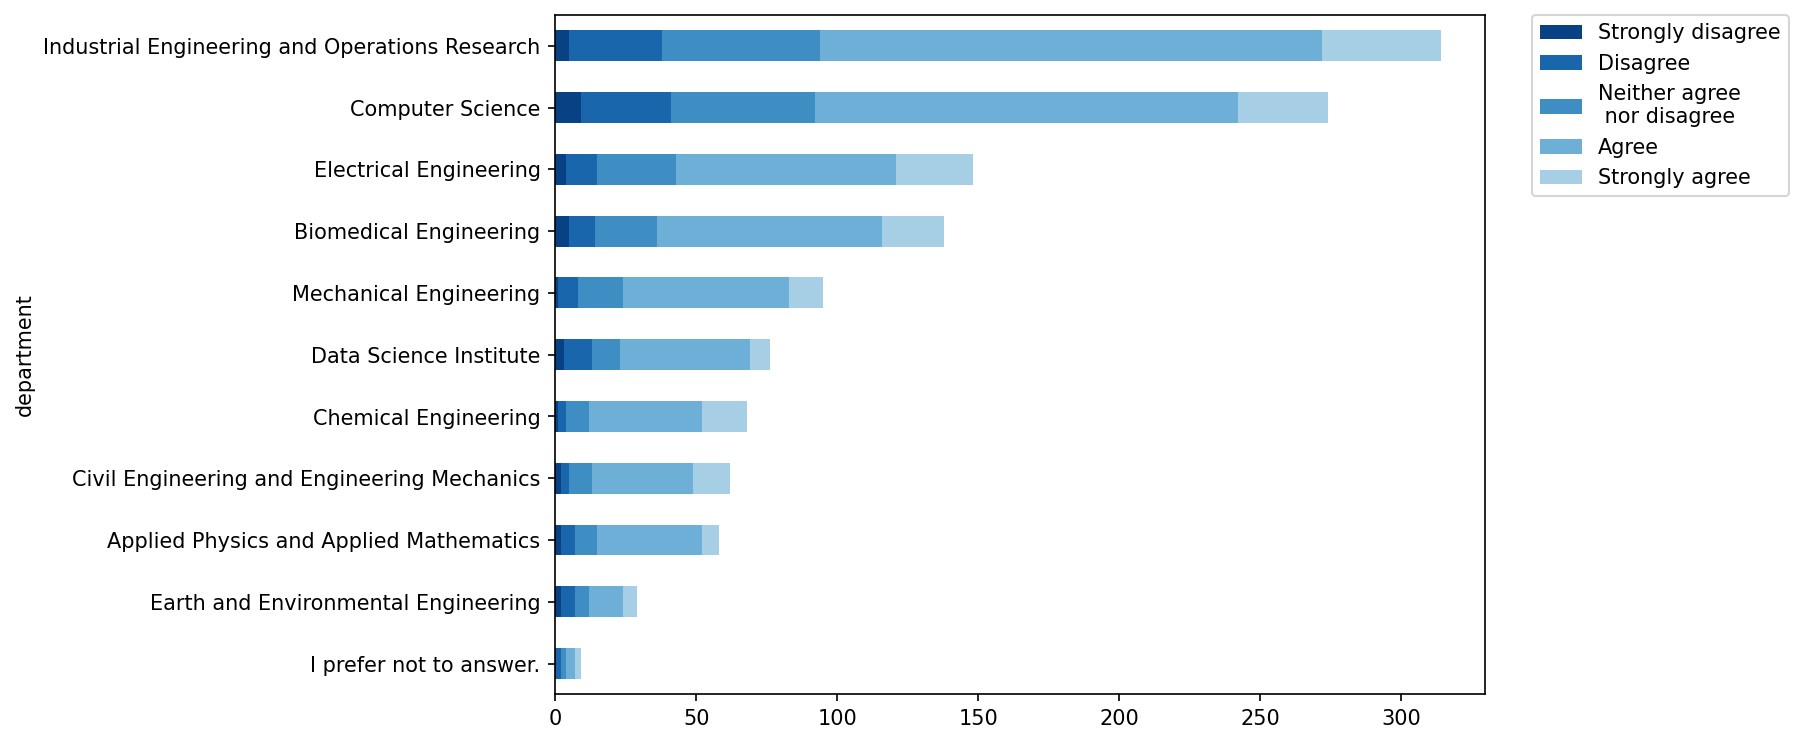 Industrial Engineering and Operations Research
Computer Science
Electrical Engineering
Biomedical Engineering
Mechanical Engineering
Data Science Institute
Chemical Engineering
Civil Engineering and Engineering Mechanics
Applied Physics and Applied Mathematics
Earth and Environmental Engineering
I prefer not to answer.
department
0 50 100 150 200 250 300
Strongly disagree
Disagree
Neither agree
nor disagree
Agree
Strongly agree